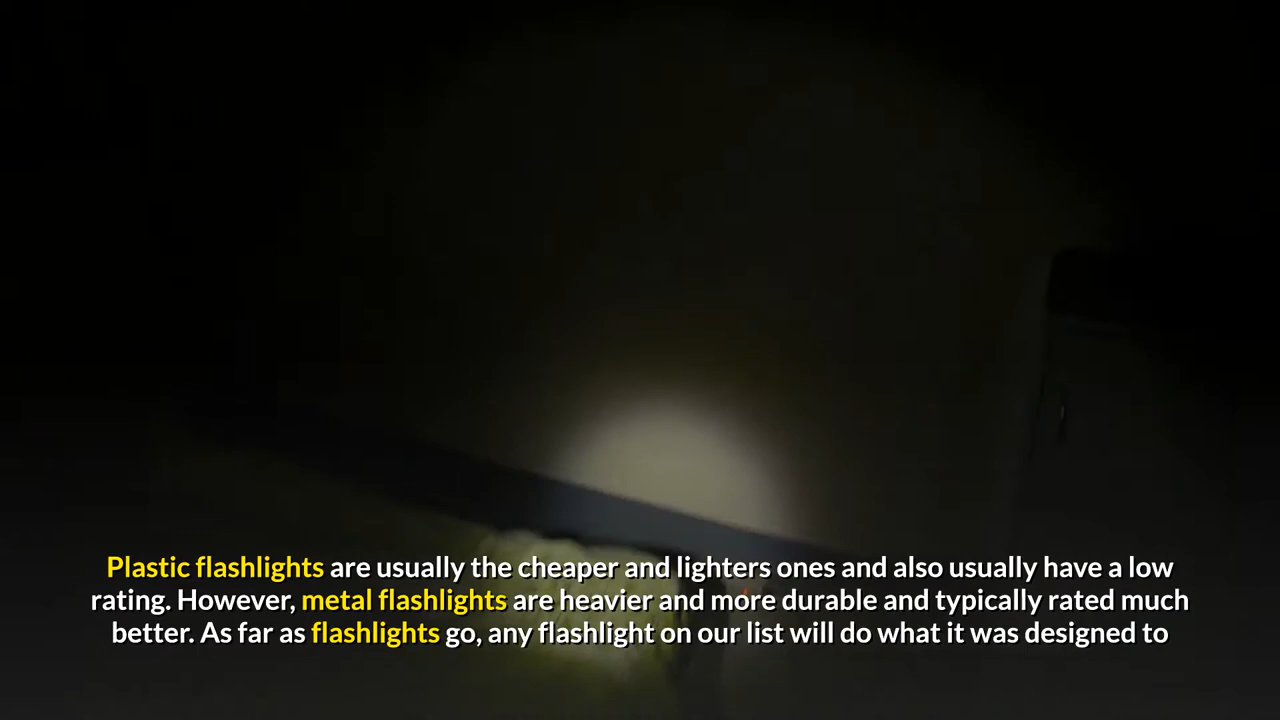 Plastic flashlights are usually the cheaper and lighters ones and also usually have a low
rating. However, metal flashlights are heavier and more durable and typically rated much
better. As far as flashlights go, any flashlight on our list will do what it was designed to